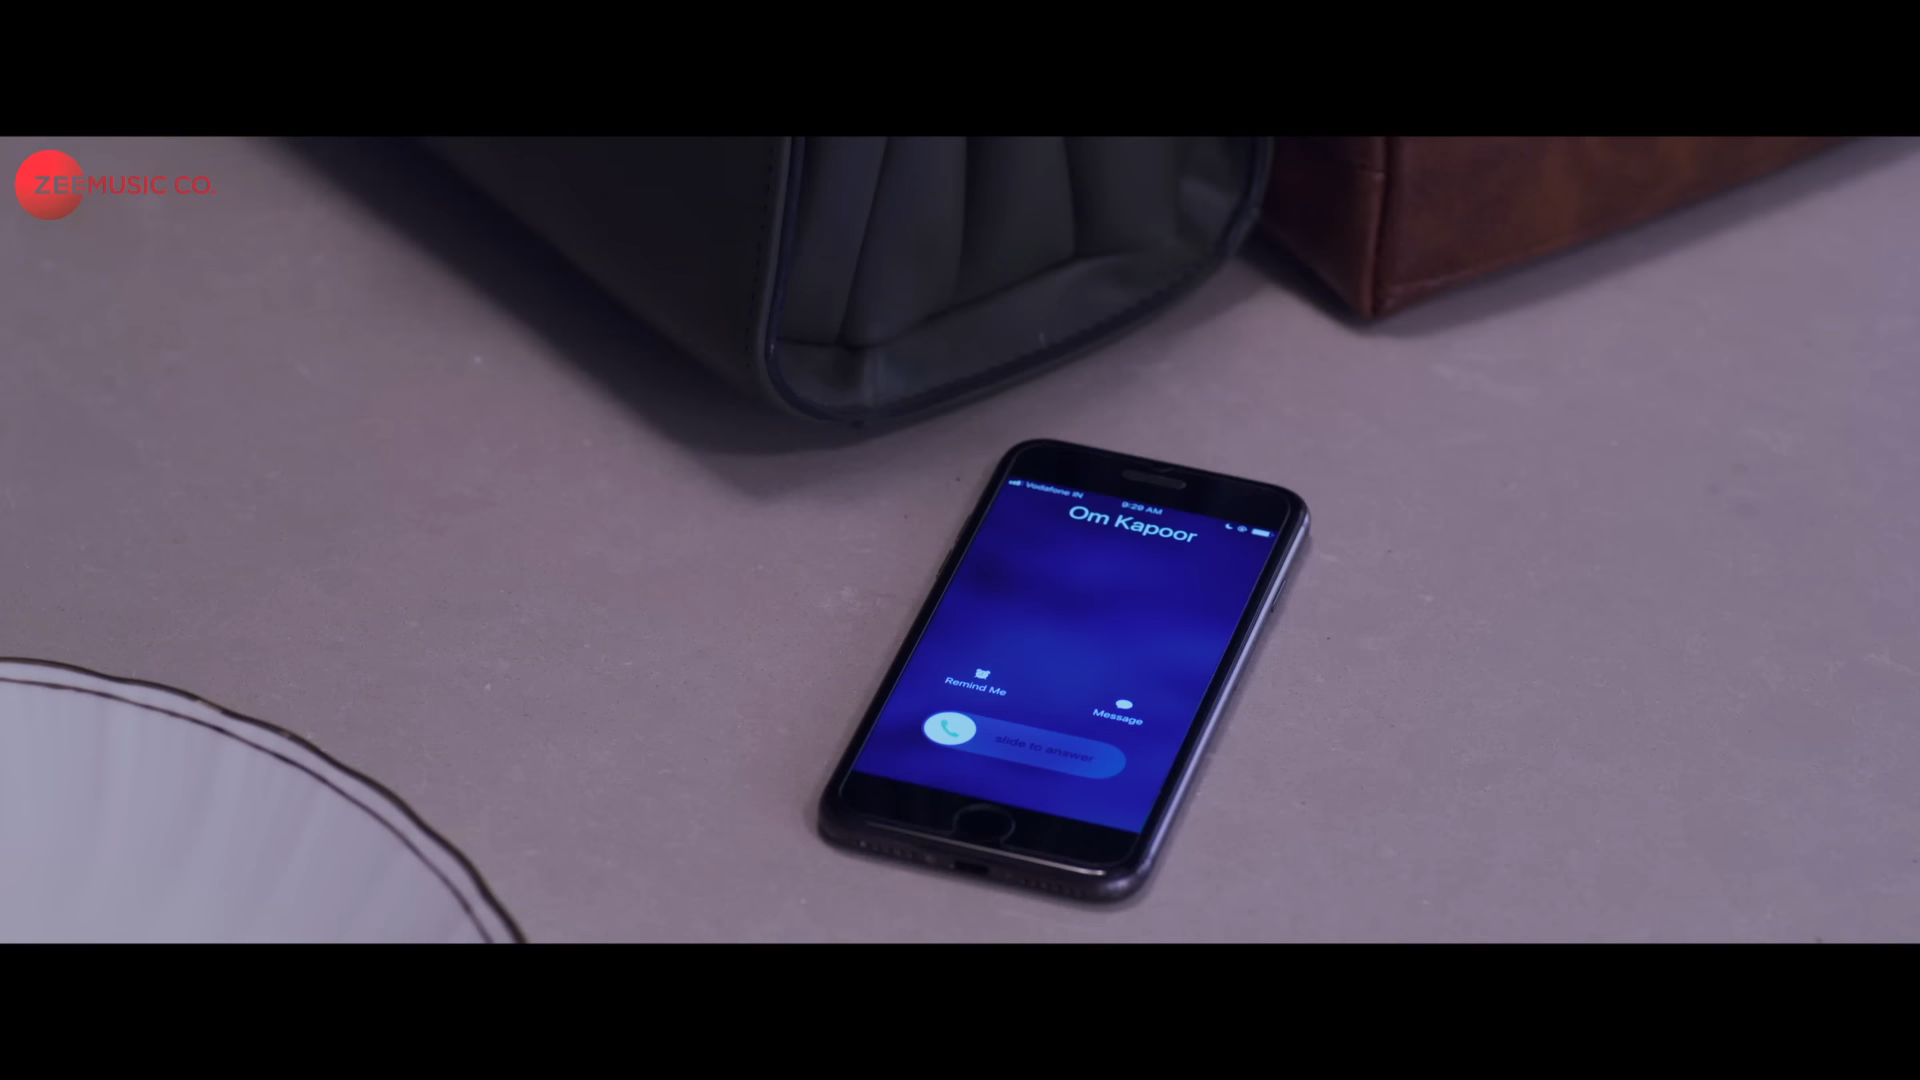 ZEEMUSIC CO.
Vodafone IN
9:29 AM
Om Kapoor
Remind Me
Message
slide to answer